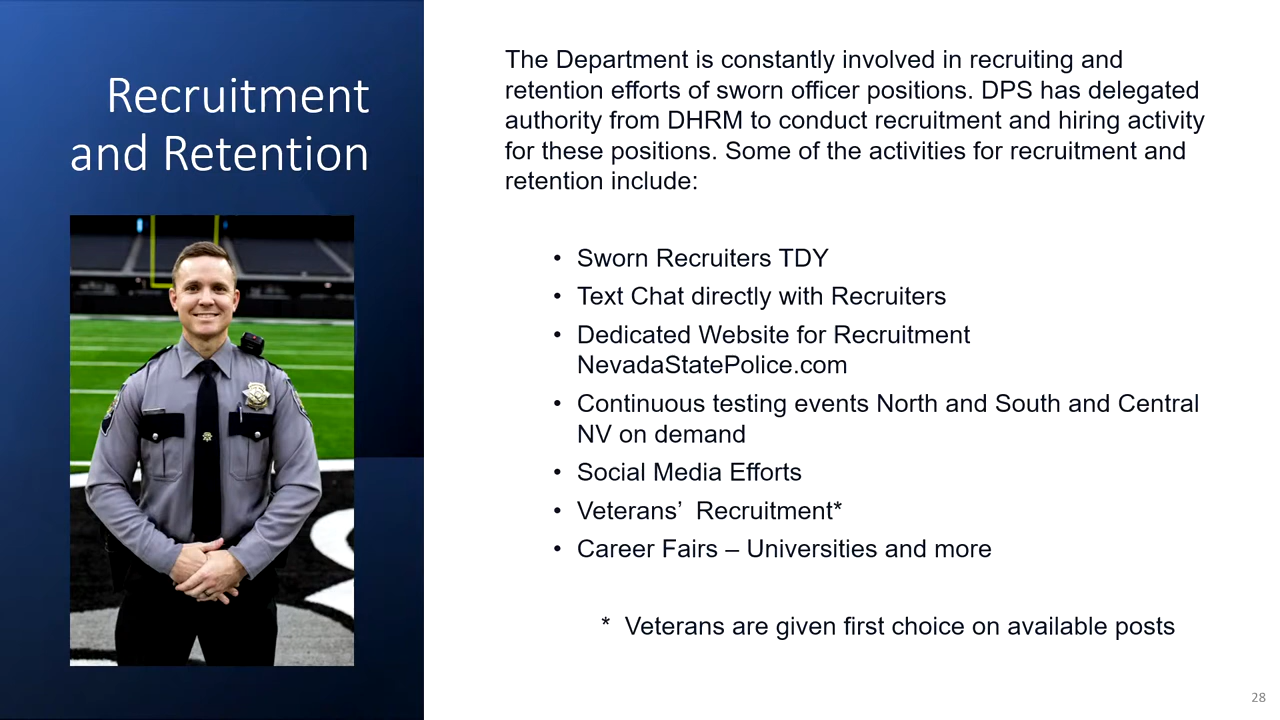 Recruitment
and Retention
The Department is constantly involved in recruiting and
retention efforts of sworn officer positions. DPS has delegated
authority from DHRM to conduct recruitment and hiring activity
for these positions. Some of the activities for recruitment and
retention include:
• Sworn Recruiters TDY
• Text Chat directly with Recruiters
• Dedicated Website for Recruitment
NevadaStatePolice.com
• Continuous testing events North and South and Central
NV on demand
• Social Media Efforts
• Veterans’  Recruitment*
• Career Fairs – Universities and more
*  Veterans are given first choice on available posts
28